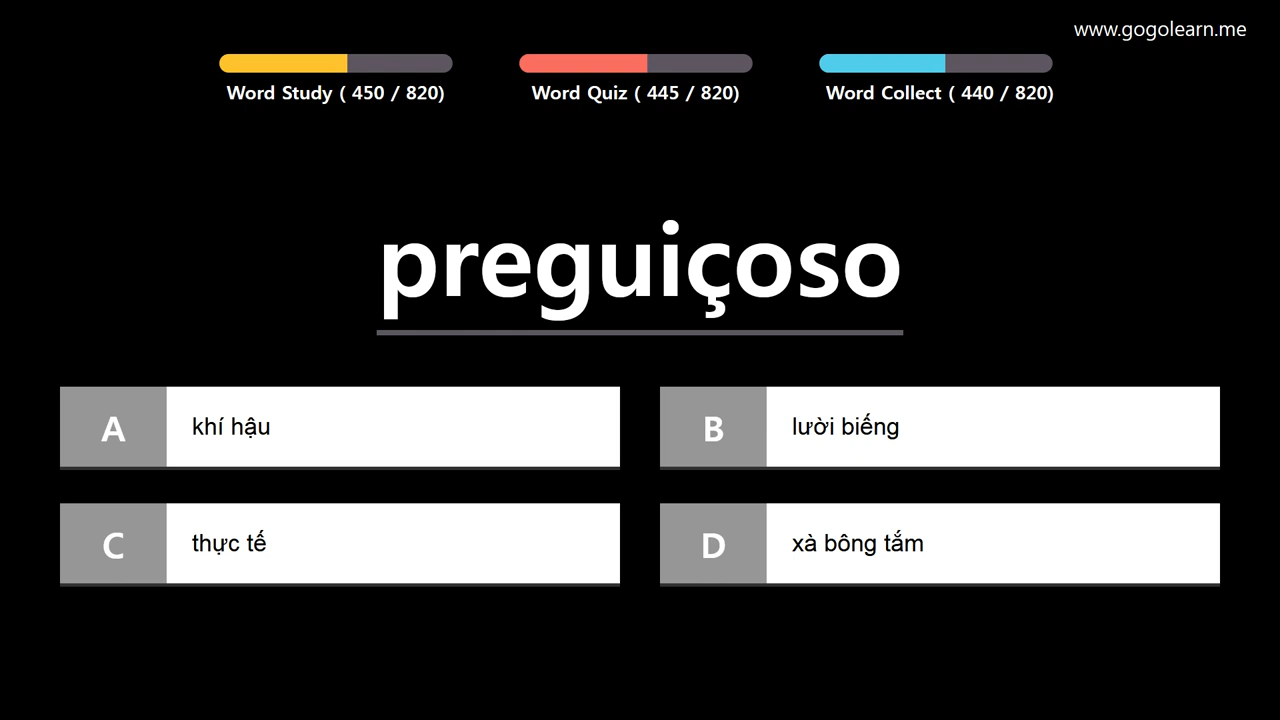 www.gogolearn.me
Word Study ( 450 / 820)
Word Quiz ( 445 / 820)
Word Collect ( 440 / 820)
preguiçoso
A
khí hậu
B
lười biếng
C
thực tế
D
xà bông tắm